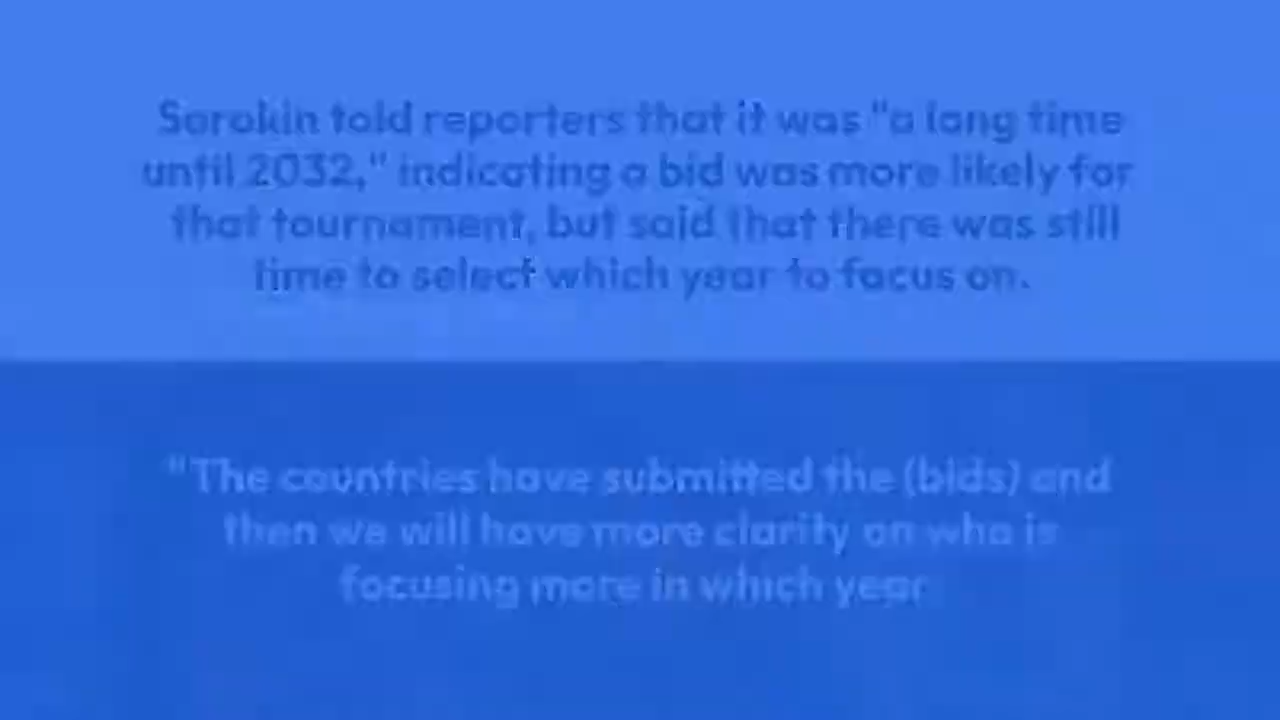 Sorokin told reporters that it was "a long time
until 2032," indicating a bid was more likely for
that tournament, but said that there was still
time to select which year to focus on.
"The countries have submitted the (bids) and
then we will have more clarity on who is
focusing more in which year